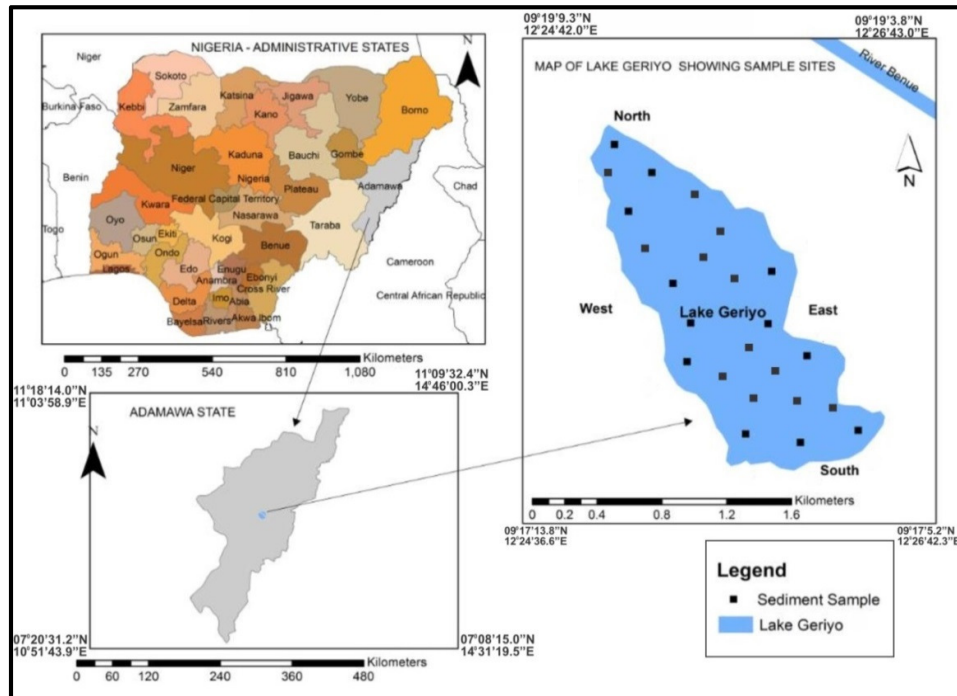 NIGERIA - ADMINISTRATIVE STATES
N
Niger
Sokoto
Burkina Faso
Kebbi
Zamfara
Katsina
Kano
Jigawa
Yobe
Borno
Bauchi
Gombe
Kaduna
Niger
Nigeria
Plateau
Adamawa
Benin
Chad
Kwara
Federal Capital Territory
Nasarawa
Taraba
Oyo
Togo
Osun
Ekiti
Kogi
Benue
Ogun
Ondo
Lagos
Edo
Enugu
Ebonyi
Anambra
Cross River
Cameroon
Central African Republic
Delta
Imo
Abia
Bayelsa
Rivers
Akwa Ibom
Kilometers
0 135 270 540 810 1,080
11°18'14.0"N
11°03'58.9"E
11°09'32.4"N
14°46'00.3"E
ADAMAWA STATE
N
07°20'31.2"N
10°51'43.9"E
07°08'15.0"N
14°31'19.5"E
Kilometers
0 60 120 240 360 480
09°19'9.3"N
12°24'42.0"E
09°19'3.8"N
12°26'43.0"E
MAP OF LAKE GERIYO SHOWING SAMPLE SITES
River Benue
North
N
West
Lake Geriyo
East
South
Kilometers
0 0.2 0.4 0.8 1.2 1.6
09°17'13.8"N
12°24'36.6"E
09°17'5.2"N
12°26'42.3"E
Legend
Sediment Sample
Lake Geriyo